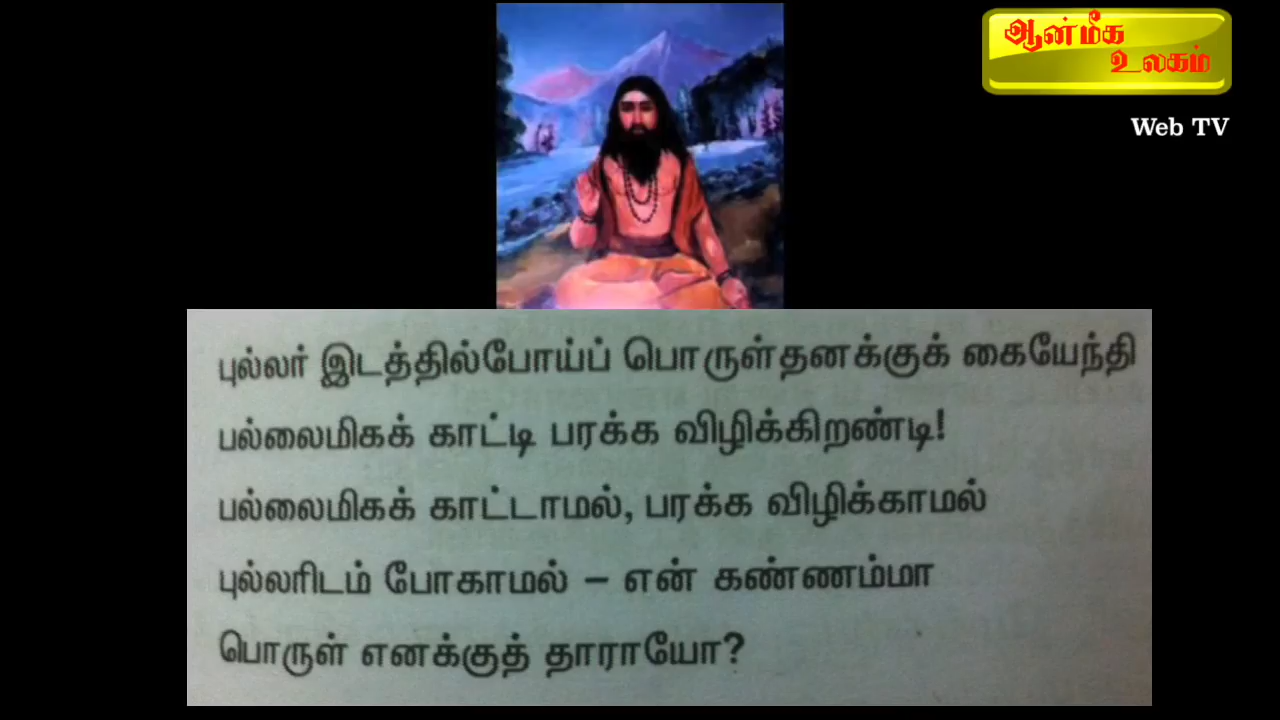 ஆன்மீக
உலகம்
Web TV
புல்லர் இடத்தில்போய்ப் பொருள்தனக்குக் கையேந்தி
பல்லைமிகக் காட்டி பரக்க விழிக்கிறண்டி!
பல்லைமிகக் காட்டாமல், பரக்க விழிக்காமல்
புல்லரிடம் போகாமல் – என் கண்ணம்மா
பொருள் எனக்குத் தாராயோ?